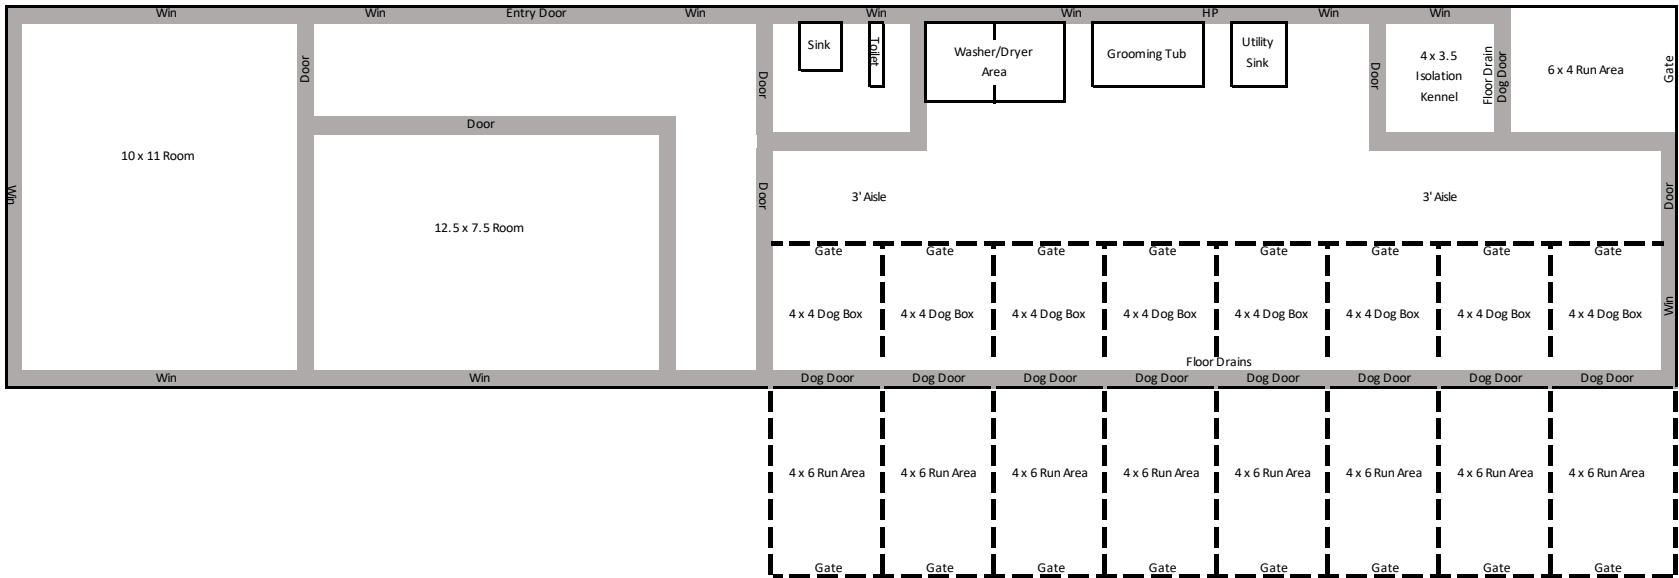 Win
Win
Entry Door
Win
Win
Win
HP
Win
Win
Door
Door
Sink
Toilet
Washer/Dryer
Area
Grooming Tub
Utility
Sink
Door
4 x 3.5
Isolation
Kennel
Floor Drain
Dog Door
6 x 4 Run Area
Gate
Door
10 x 11 Room
Win
12.5 x 7.5 Room
Door
3' Aisle
3' Aisle
Door
Gate
Gate
Gate
Gate
Gate
Gate
Gate
Gate
4 x 4 Dog Box
4 x 4 Dog Box
4 x 4 Dog Box
4 x 4 Dog Box
4 x 4 Dog Box
4 x 4 Dog Box
4 x 4 Dog Box
4 x 4 Dog Box
Win
Floor Drains
Win
Win
Dog Door
Dog Door
Dog Door
Dog Door
Dog Door
Dog Door
Dog Door
Dog Door
4 x 6 Run Area
4 x 6 Run Area
4 x 6 Run Area
4 x 6 Run Area
4 x 6 Run Area
4 x 6 Run Area
4 x 6 Run Area
4 x 6 Run Area
Gate
Gate
Gate
Gate
Gate
Gate
Gate
Gate